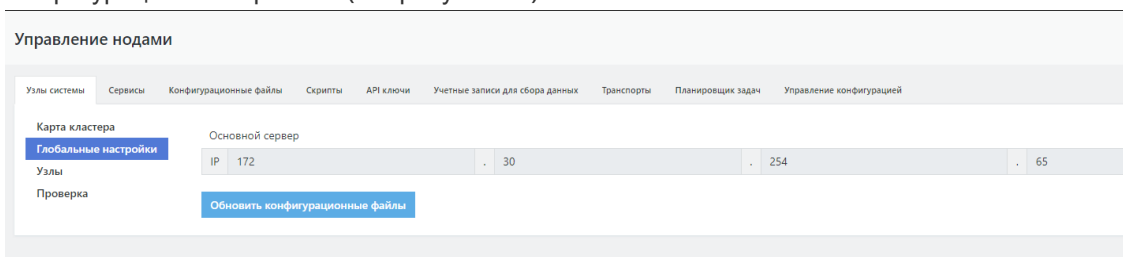 Управление нодами
Узлы системы Сервисы Конфигурационные файлы Скрипты API ключи Учетные записи для сбора данных Транспорты Планировщик задач Управление конфигурацией
Карта кластера
Глобальные настройки
Узлы
Проверка
Основной сервер
IP 172 . 30 . 254 . 65
Обновить конфигурационные файлы